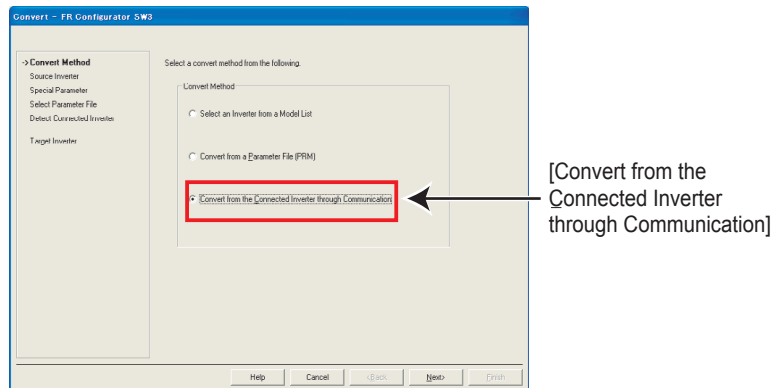 Convert - FR Configurator SW3
->Convert Method
Source Inverter
Special Parameter
Select Parameter File
Detect Connected Inverter
Target Inverter
Select a convert method from the following.
Convert Method
Select an Inverter from a Model List
Convert from a Parameter File (PRM)
Convert from the Connected Inverter through Communication
[Convert from the
Connected Inverter
through Communication]
Help Cancel <Back Next> Finish